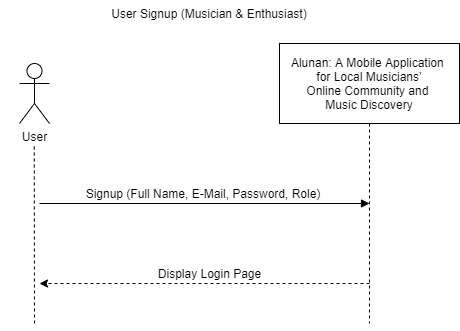 User Signup (Musician & Enthusiast)
Alunan: A Mobile Application
for Local Musicians'
Online Community and
Music Discovery
User
Signup (Full Name, E-Mail, Password, Role)
Display Login Page